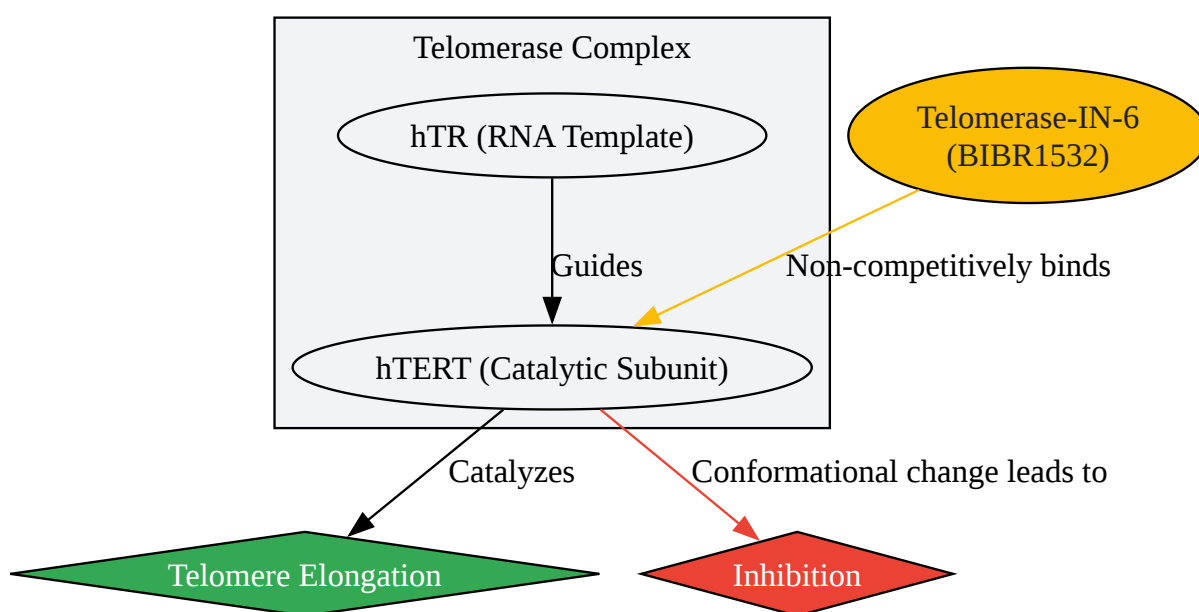 Telomerase Complex
hTR (RNA Template)
Telomerase-IN-6
(BIBR1532)
Guides
Non-competitively binds
hTERT (Catalytic Subunit)
Catalyzes
Conformational change leads to
Telomere Elongation
Inhibition